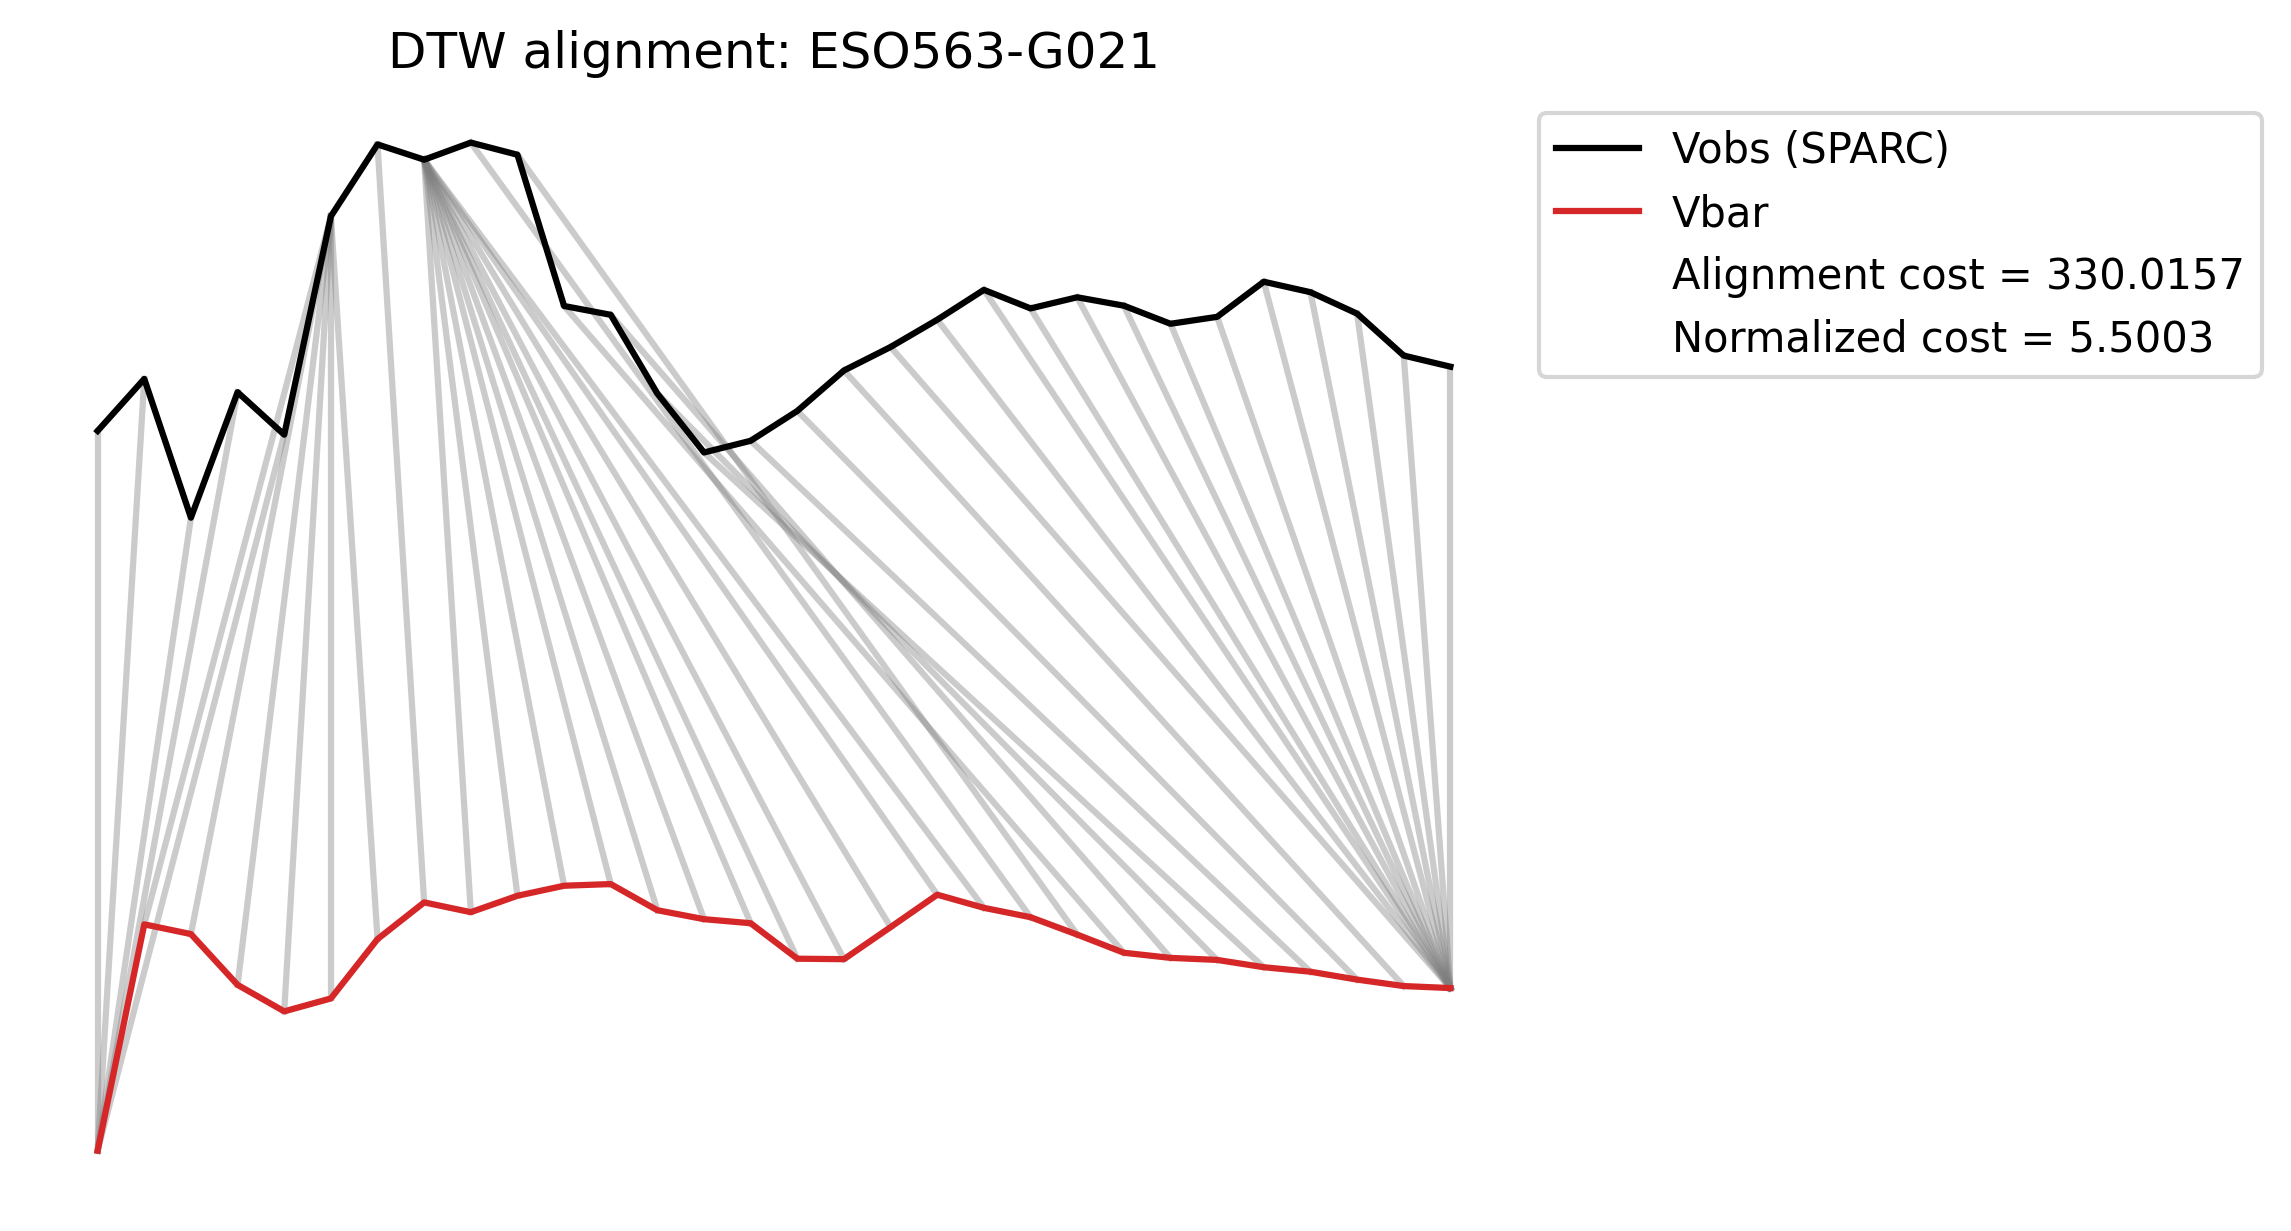 DTW alignment: ESO563-G021
Vobs (SPARC)
Vbar
Alignment cost = 330.0157
Normalized cost = 5.5003